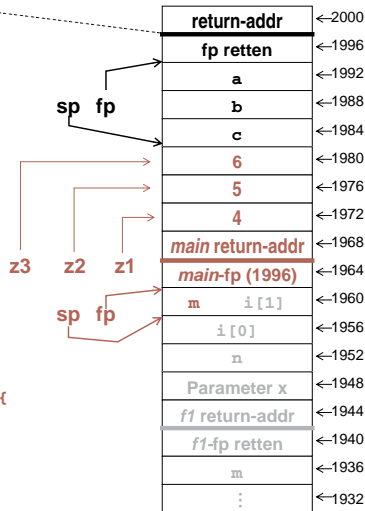 return-addr ←2000
fp retten ←1996
a ←1992
sp fp b ←1988
c ←1984
6 ←1980
5 ←1976
4 ←1972
z3 z2 z1 main return-addr ←1968
main-fp (1996) ←1964
m i[1] ←1960
sp fp i[0] ←1956
n ←1952
{ Parameter x ←1948
f1 return-addr ←1944
f1-fp retten ←1940
m ←1936
⋮ ←1932